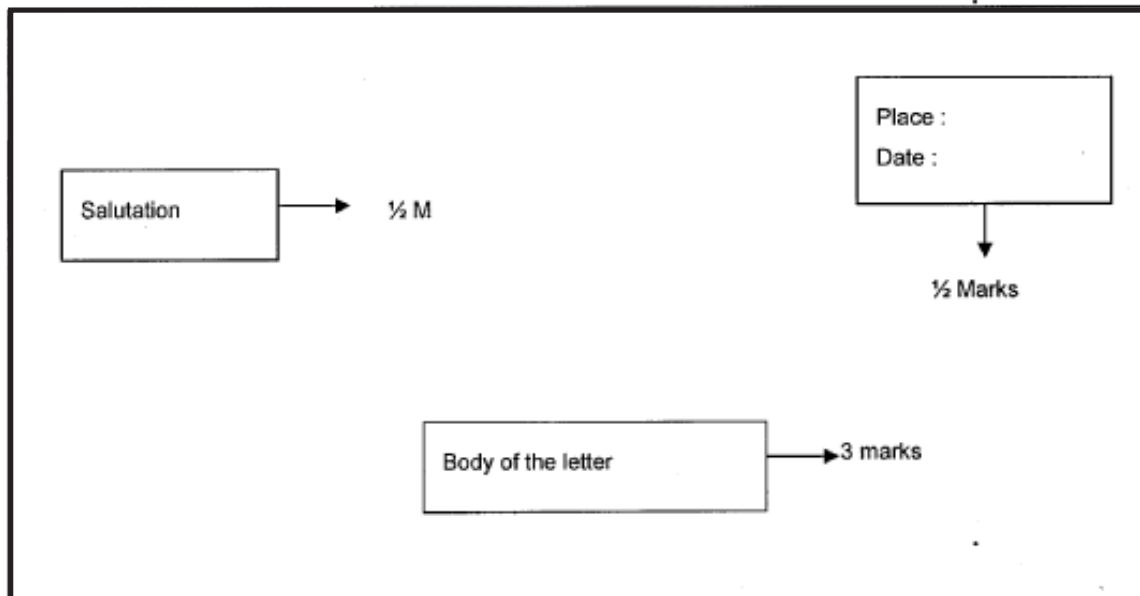 Place :
Date :
Salutation
½ M
½ Marks
Body of the letter
3 marks